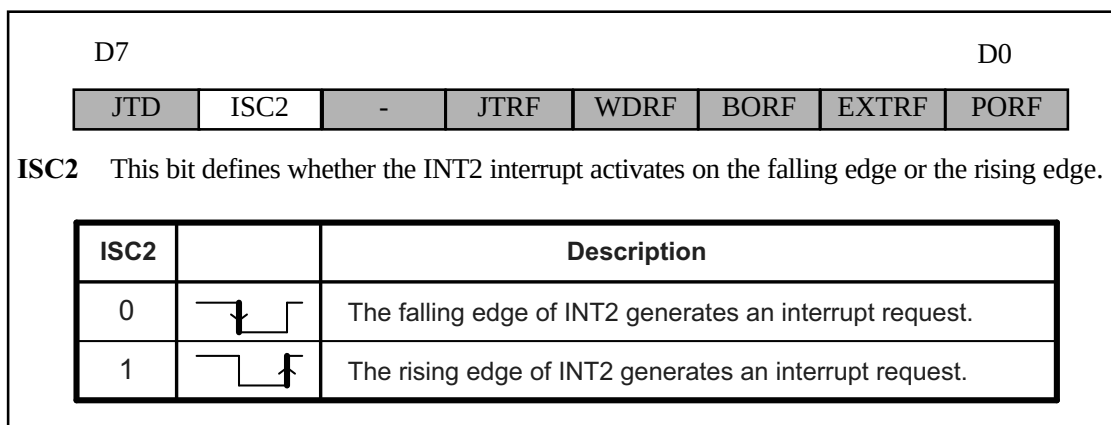 D7 D0
JTD ISC2 - JTRF WDRF BORF EXTRF PORF
ISC2 This bit defines whether the INT2 interrupt activates on the falling edge or the rising edge.
ISC2 Description
0 The falling edge of INT2 generates an interrupt request.
1 The rising edge of INT2 generates an interrupt request.